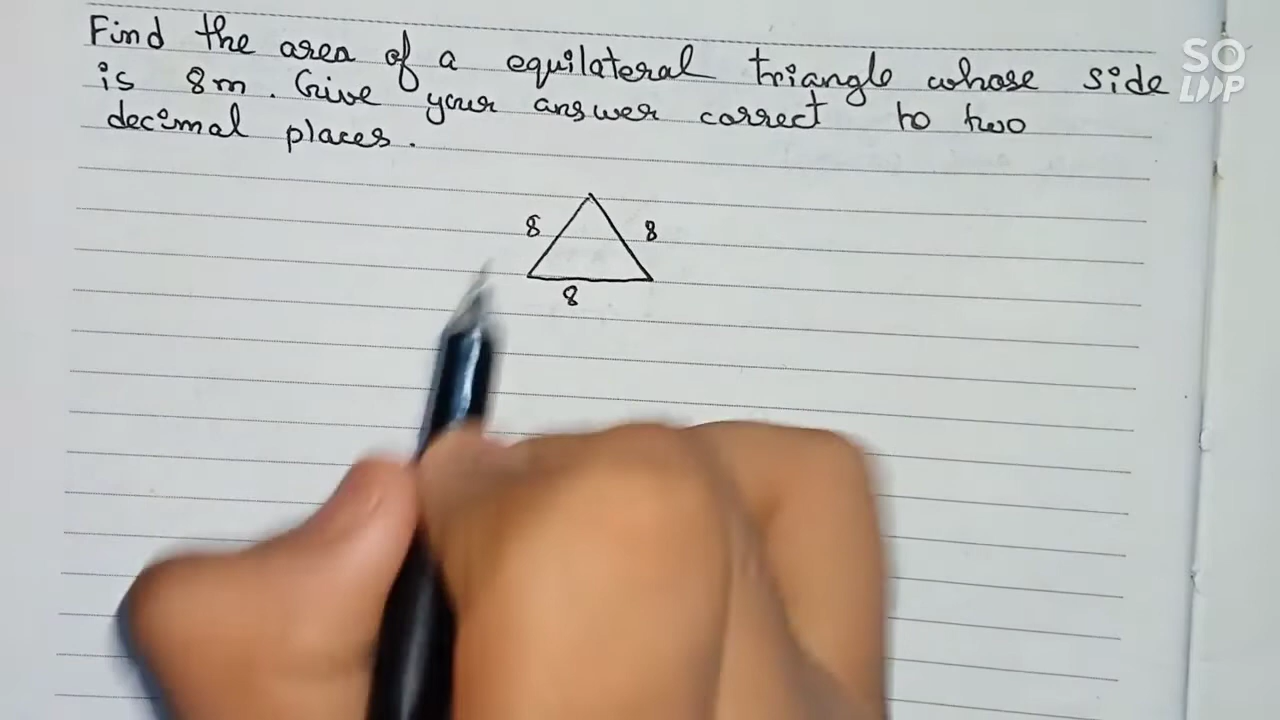 Find the area of a equilateral triangle whose side
is 8m. Give your answer correct to two
decimal places.
8
8
8
SO
LOOP